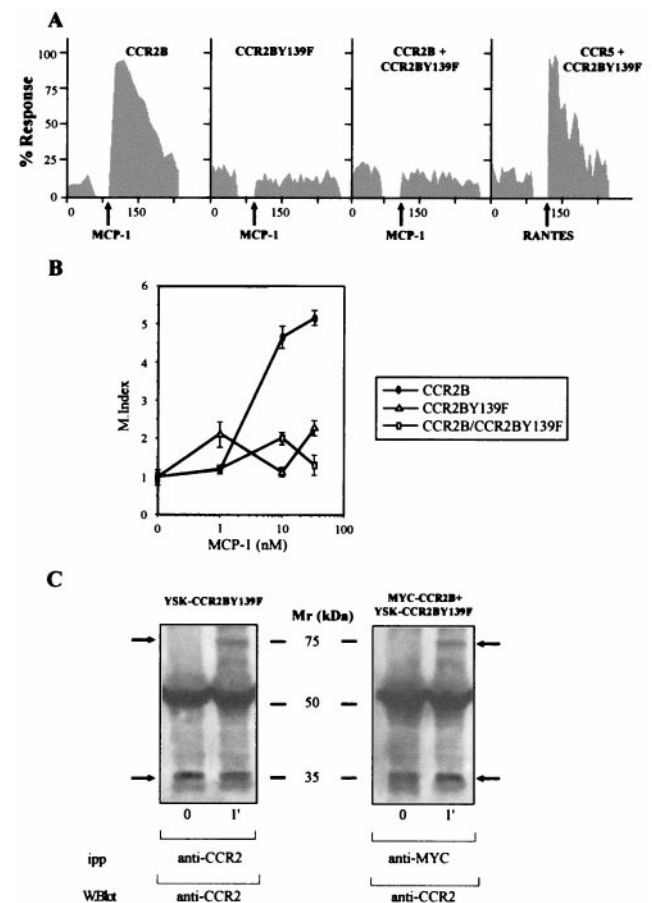 A
CCR2B
CCR2BY139F
CCR2B +
CCR2BY139F
CCR5 +
CCR2BY139F
% Response
100
75
50
25
0
0 150
0 150
0 150
0 150
MCP-1
MCP-1
MCP-1
RANTES
B
M.Index
6
5
4
3
2
1
0
0 1 10 100
MCP-1 (nM)
CCR2B
CCR2BY139F
CCR2B/CCR2BY139F
C
YSK-CCR2BY139F
Mr (kDa)
MYC-CCR2B+
YSK-CCR2BY139F
75
50
35
0 1'
0 1'
ipp
anti-CCR2
anti-MYC
W.Blot
anti-CCR2
anti-CCR2